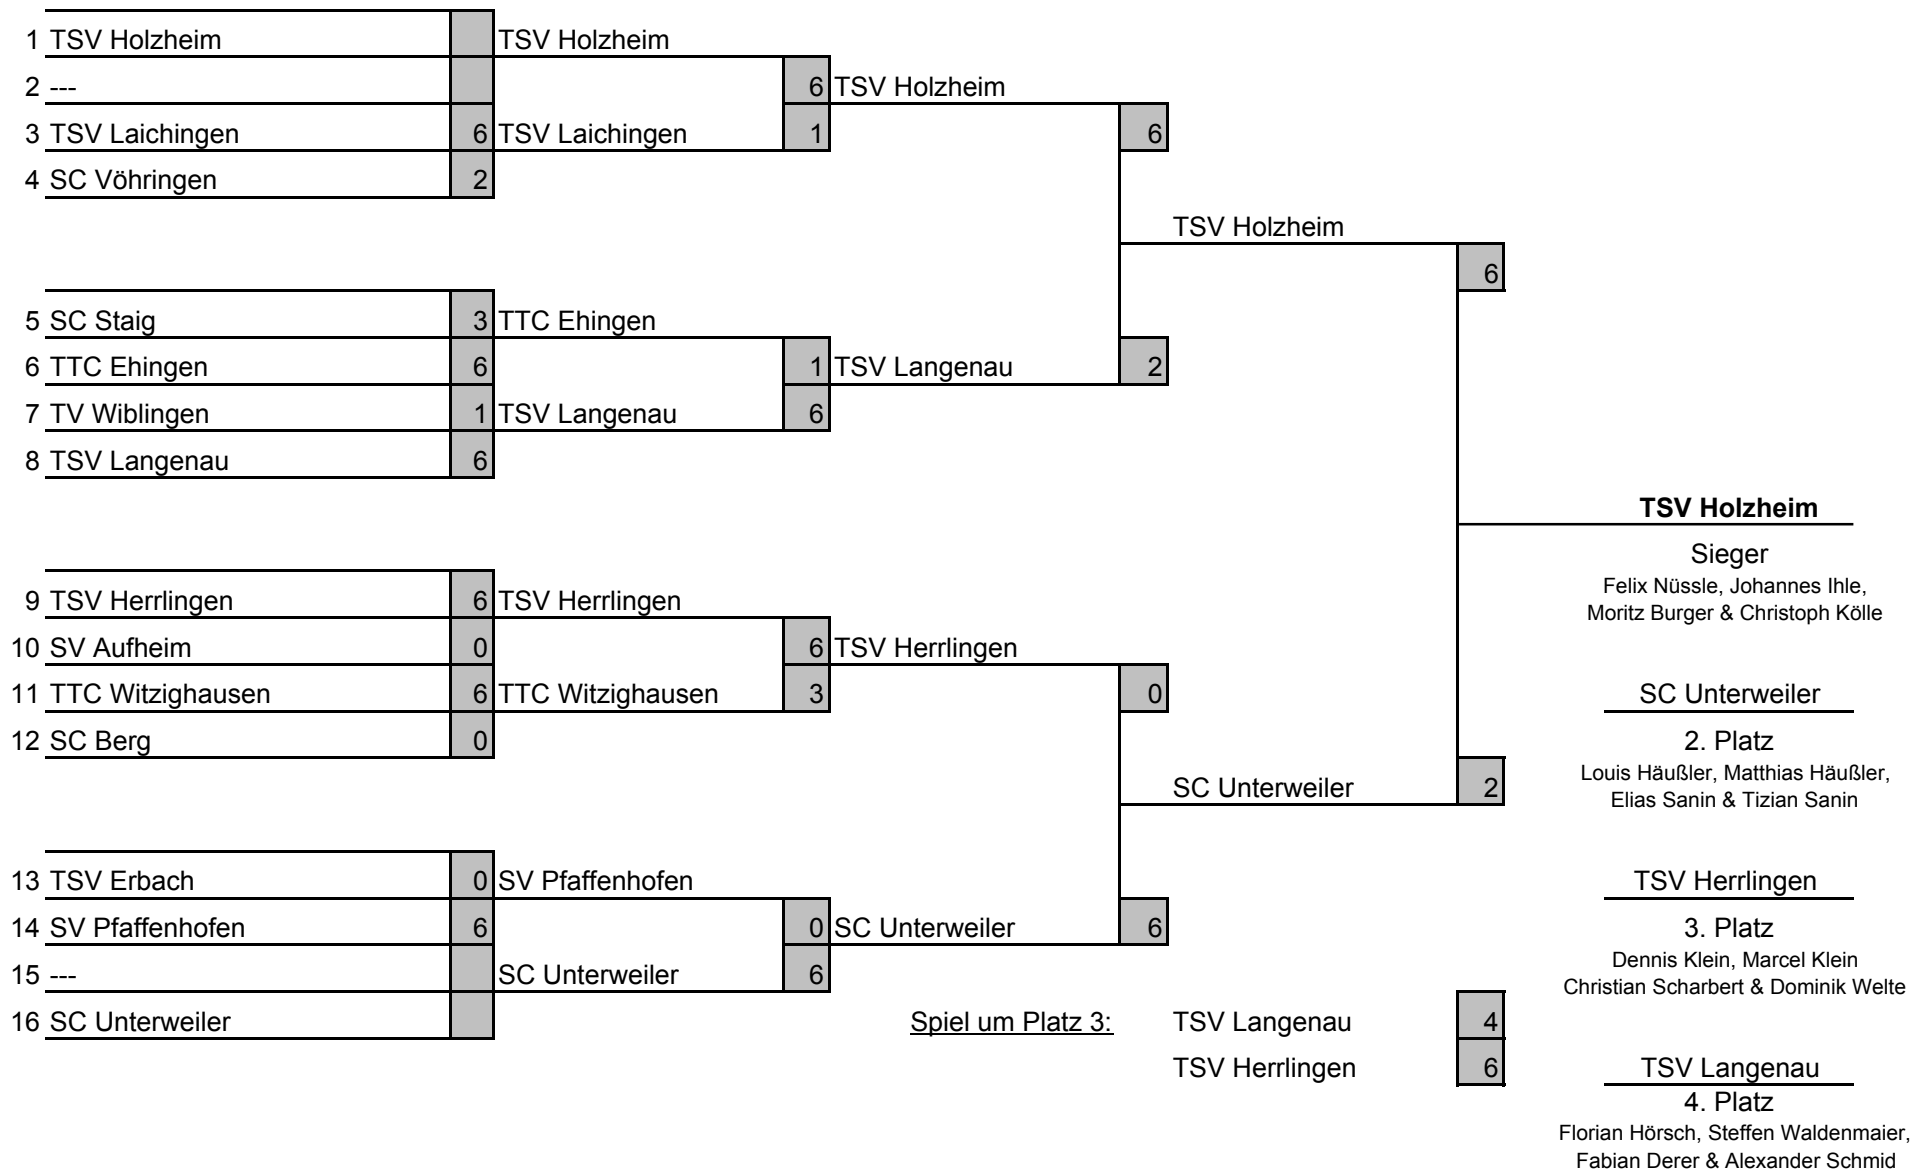 1 TSV Holzheim TSV Holzheim
2 --- 6 TSV Holzheim
3 TSV Laichingen 6 TSV Laichingen 1 6
4 SC Vöhringen 2
TSV Holzheim
6
5 SC Staig 3 TTC Ehingen
6 TTC Ehingen 6 1 TSV Langenau 2
7 TV Wiblingen 1 TSV Langenau 6
8 TSV Langenau 6
TSV Holzheim
Sieger
9 TSV Herrlingen 6 TSV Herrlingen Felix Nüssle, Johannes Ihle,
Moritz Burger & Christoph Kölle
10 SV Aufheim 0 6 TSV Herrlingen
11 TTC Witzighausen 6 TTC Witzighausen 3 0 SC Unterweiler
12 SC Berg 0 2. Platz
Louis Häußler, Matthias Häußler,
SC Unterweiler 2
Elias Sanin & Tizian Sanin
13 TSV Erbach 0 SV Pfaffenhofen TSV Herrlingen
14 SV Pfaffenhofen 6 0 SC Unterweiler 6 3. Platz
Dennis Klein, Marcel Klein
15 --- SC Unterweiler 6
Christian Scharbert & Dominik Welte
16 SC Unterweiler Spiel um Platz 3: TSV Langenau 4
TSV Herrlingen 6 TSV Langenau
4. Platz
Florian Hörsch, Steffen Waldenmaier,
Fabian Derer & Alexander Schmid